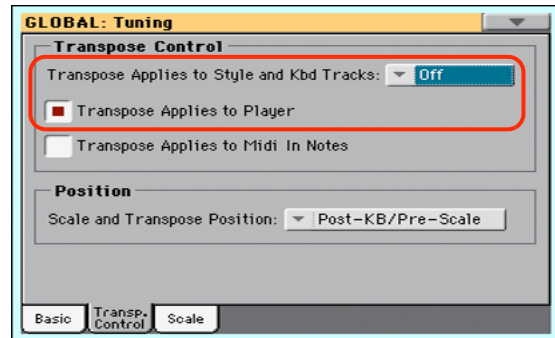 GLOBAL: Tuning
Transpose Control
Transpose Applies to Style and Kbd Tracks: Off
Transpose Applies to Player
Transpose Applies to Midi In Notes
Position
Scale and Transpose Position: Post-KB/Pre-Scale
Basic Transp. Control Scale